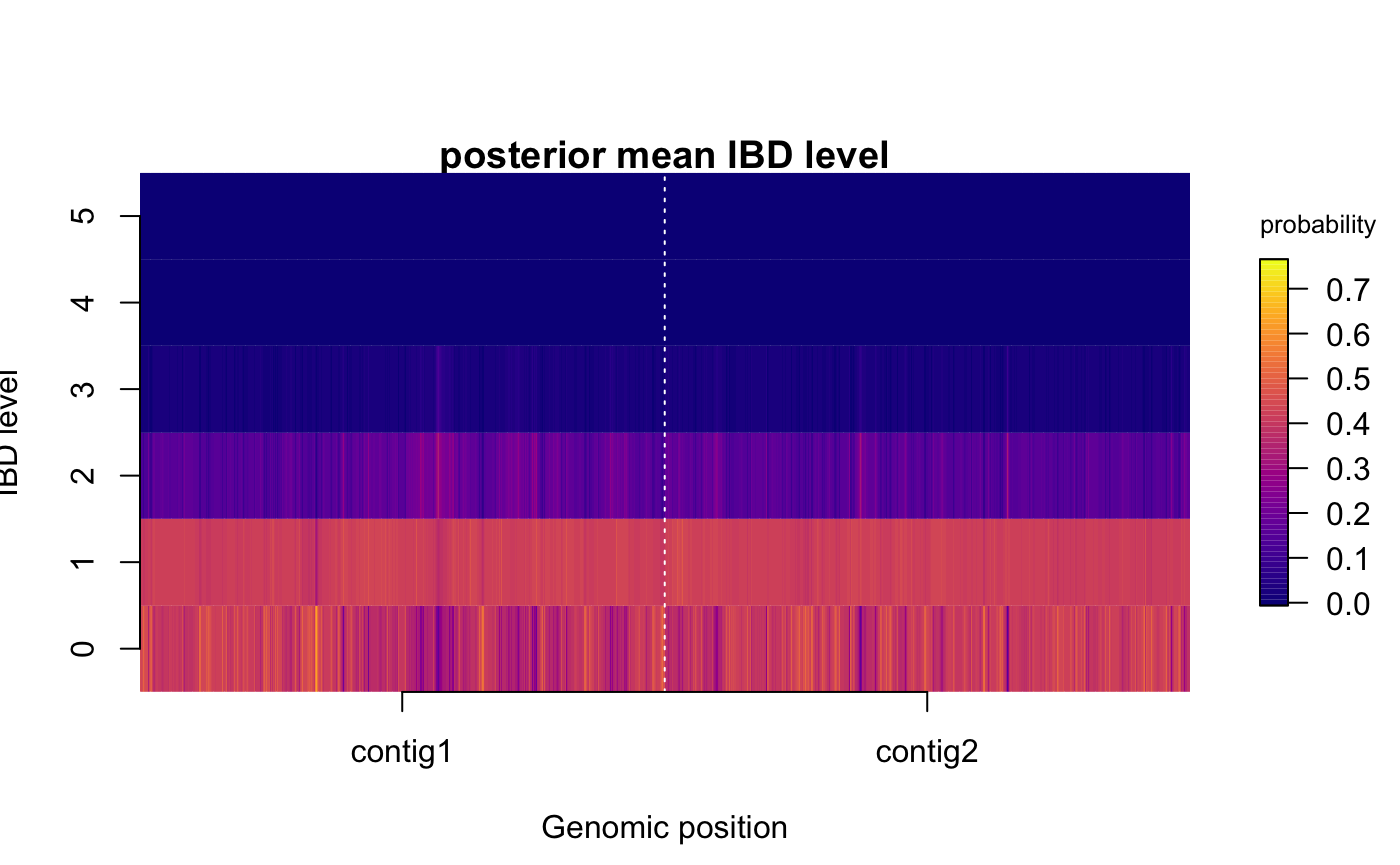 posterior mean IBD level
IBD level
5
4
3
2
1
0
contig1
contig2
Genomic position
probability
0.7
0.6
0.5
0.4
0.3
0.2
0.1
0.0